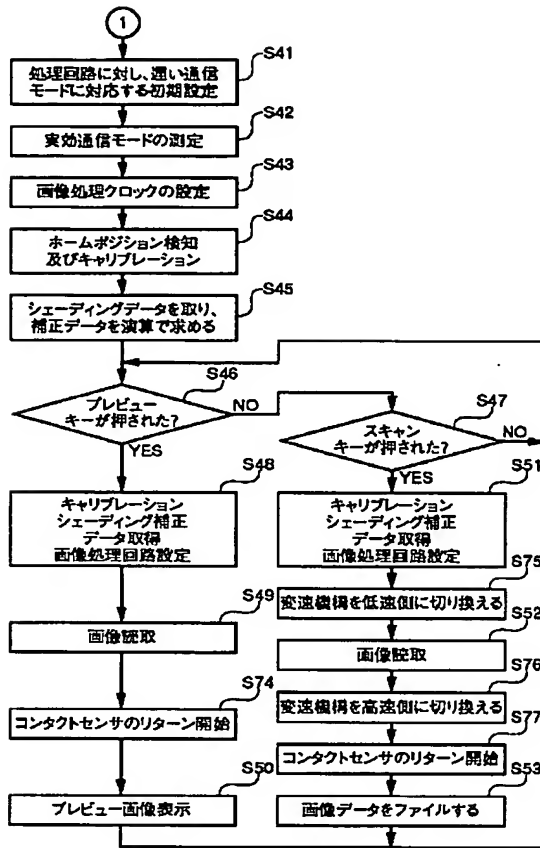 1
S41
処理回路に対し、遅い通信
モードに対応する初期設定
S42
実効通信モードの測定
S43
画像処理クロックの設定
S44
ホームポジション検知
及びキャリブレーション
S45
シェーディングデータを取り、
補正データを演算で求める
S46
プレビュー
キーが押された?
NO
YES
S47
スキャン
キーが押された?
NO
YES
S48
キャリブレーション
シェーディング補正
データ取得
画像処理回路設定
S51
キャリブレーション
シェーディング補正
データ取得
画像処理回路設定
S75
変速機構を低速側に切り換える
S49
画像読取
S52
画像読取
S76
変速機構を高速側に切り換える
S74
コンタクトセンサのリターン開始
S77
コンタクトセンサのリターン開始
S50
プレビュー画像表示
S53
画像データをファイルする